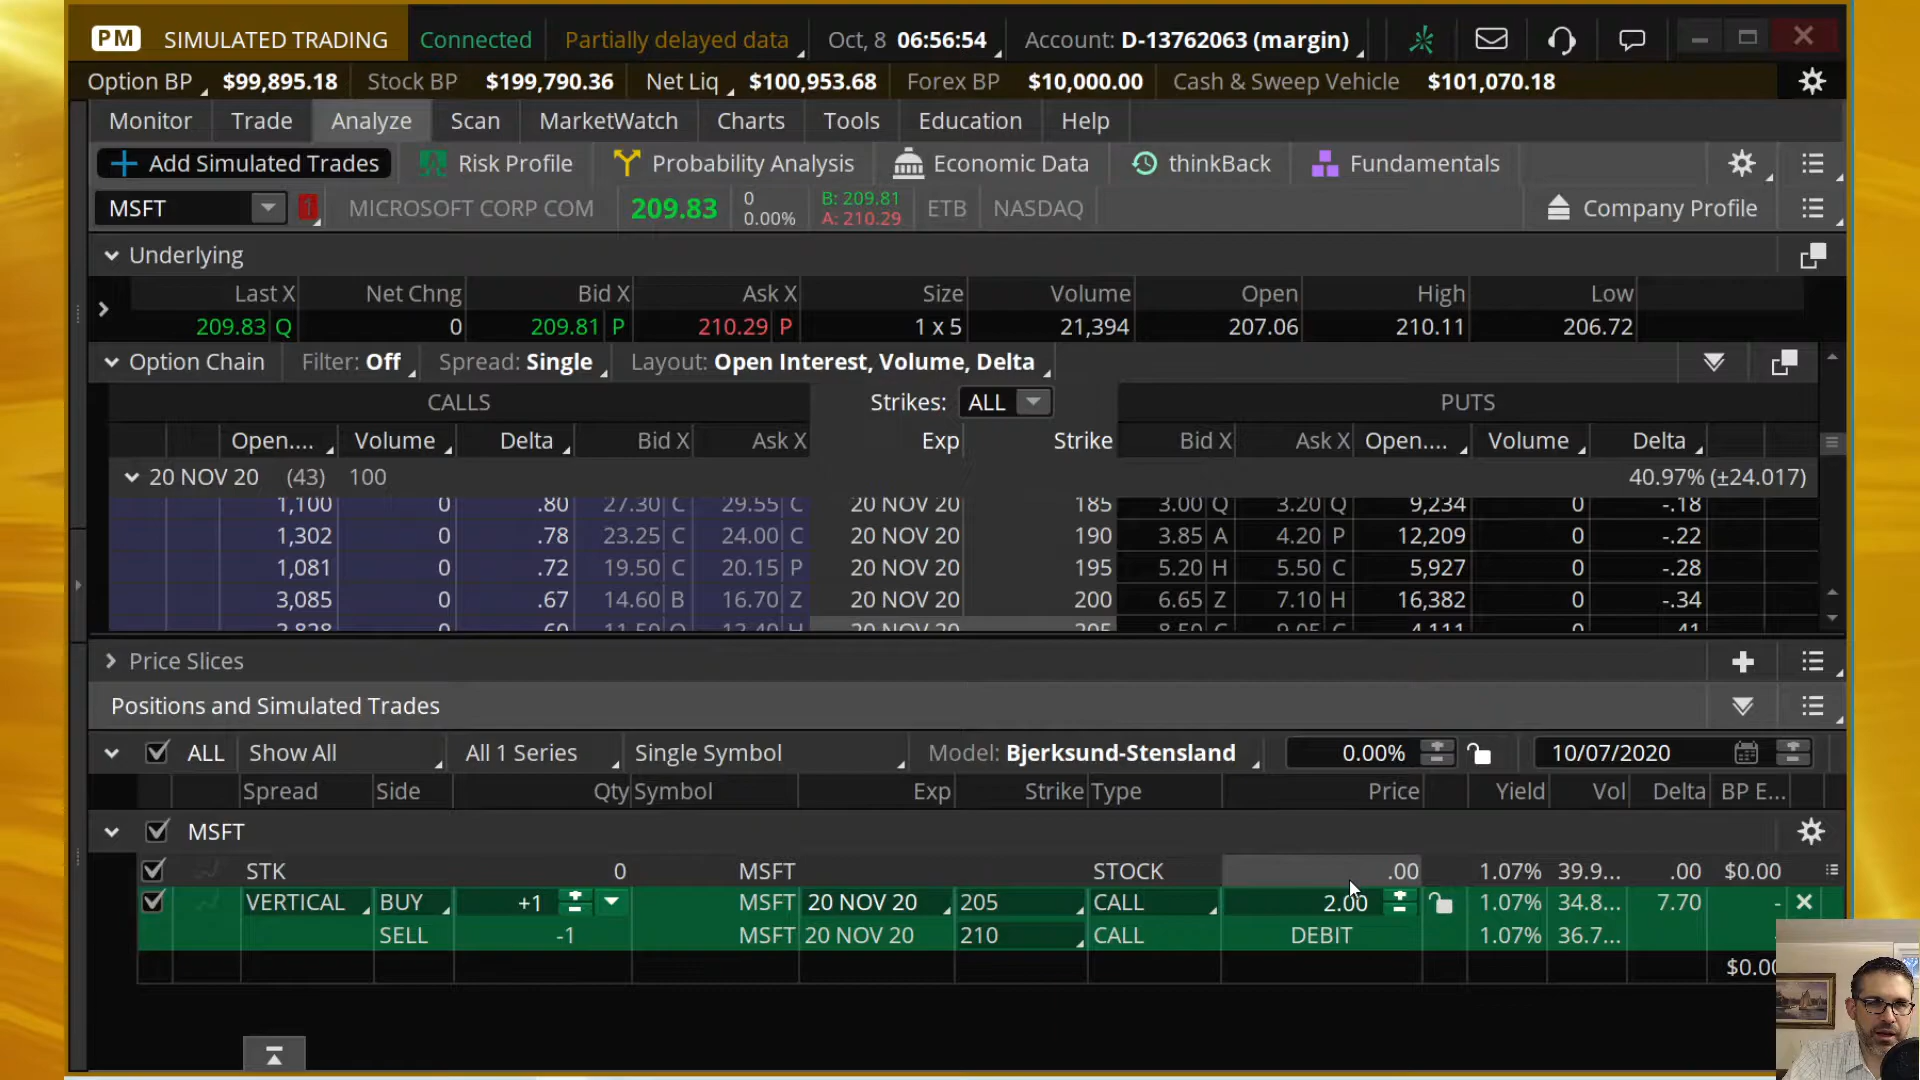 PM SIMULATED TRADING Connected Partially delayed data Oct, 8 06:56:54 Account: D-13762063 (margin)
Option BP $99,895.18 Stock BP $199,790.36 Net Liq $100,953.68 Forex BP $10,000.00 Cash & Sweep Vehicle $101,070.18
Monitor Trade Analyze Scan MarketWatch Charts Tools Education Help
Add Simulated Trades Risk Profile Probability Analysis Economic Data thinkBack Fundamentals
MSFT 1 MICROSOFT CORP COM 209.83 0 0.00% B: 209.81 A: 210.29 ETB NASDAQ Company Profile
Underlying
Last X Net Chng Bid X Ask X Size Volume Open High Low
209.83 Q 0 209.81 P 210.29 P 1 x 5 21,394 207.06 210.11 206.72
Option Chain Filter: Off Spread: Single Layout: Open Interest, Volume, Delta
CALLS Strikes: ALL PUTS
Open.... Volume Delta Bid X Ask X Exp Strike Bid X Ask X Open.... Volume Delta
20 NOV 20 (43) 100 40.97% (±24.017)
1,100 0 .80 27.30 C 29.55 C 20 NOV 20 185 3.00 Q 3.20 Q 9,234 0 -.18
1,302 0 .78 23.25 C 24.00 C 20 NOV 20 190 3.85 A 4.20 P 12,209 0 -.22
1,081 0 .72 19.50 C 20.15 P 20 NOV 20 195 5.20 H 5.50 C 5,927 0 -.28
3,085 0 .67 14.60 B 16.70 Z 20 NOV 20 200 6.65 Z 7.10 H 16,382 0 -.34
20 NOV 20 205
Price Slices
Positions and Simulated Trades
ALL Show All All 1 Series Single Symbol Model: Bjerksund-Stensland 0.00% 10/07/2020
Spread Side Qty Symbol Exp Strike Type Price Yield Vol Delta BP E...
MSFT
STK 0 MSFT STOCK .00 1.07% 39.9... .00 $0.00
VERTICAL BUY +1 MSFT 20 NOV 20 205 CALL 2.00 1.07% 34.8... 7.70 -
SELL -1 MSFT 20 NOV 20 210 CALL DEBIT 1.07% 36.7...
$0.00